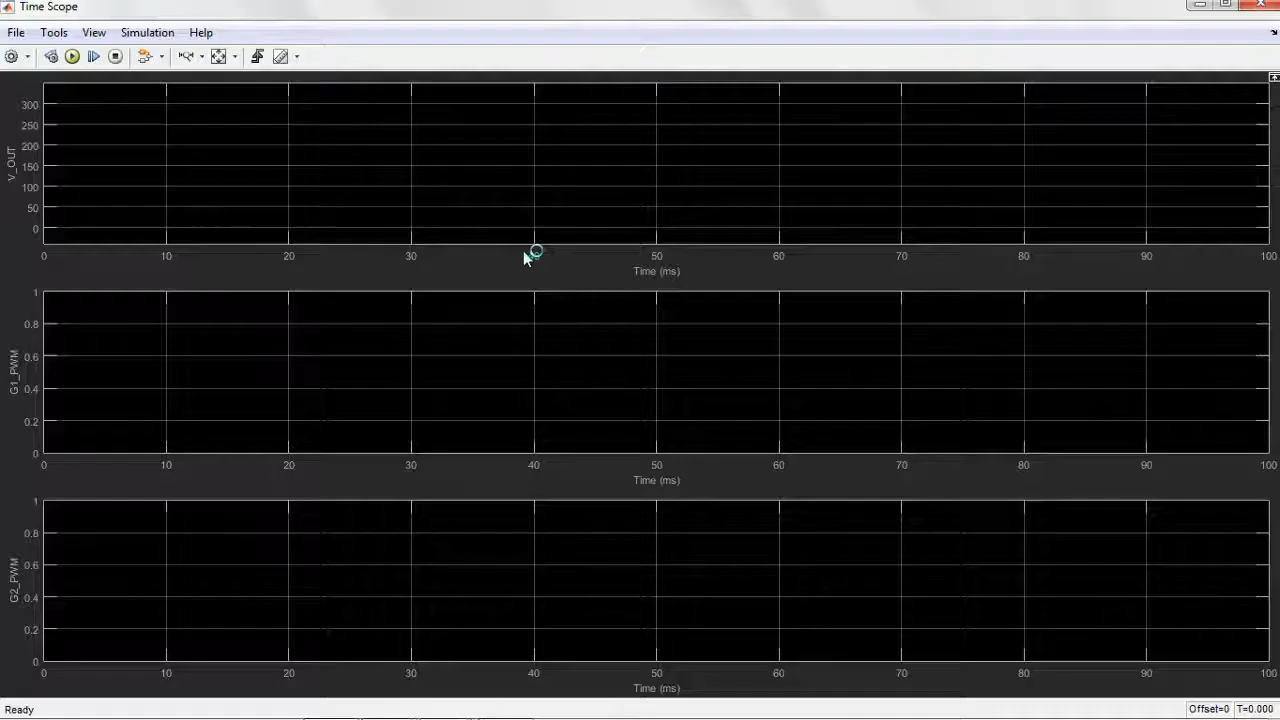 Time Scope
File Tools View Simulation Help
V_OUT
300
250
200
150
100
50
0
0 10 20 30 40 50 60 70 80 90 100
Time (ms)
G1_PWM
1
0.8
0.6
0.4
0.2
0
0 10 20 30 40 50 60 70 80 90 100
Time (ms)
G2_PWM
1
0.8
0.6
0.4
0.2
0
0 10 20 30 40 50 60 70 80 90 100
Time (ms)
Ready Offset=0 T=0.000